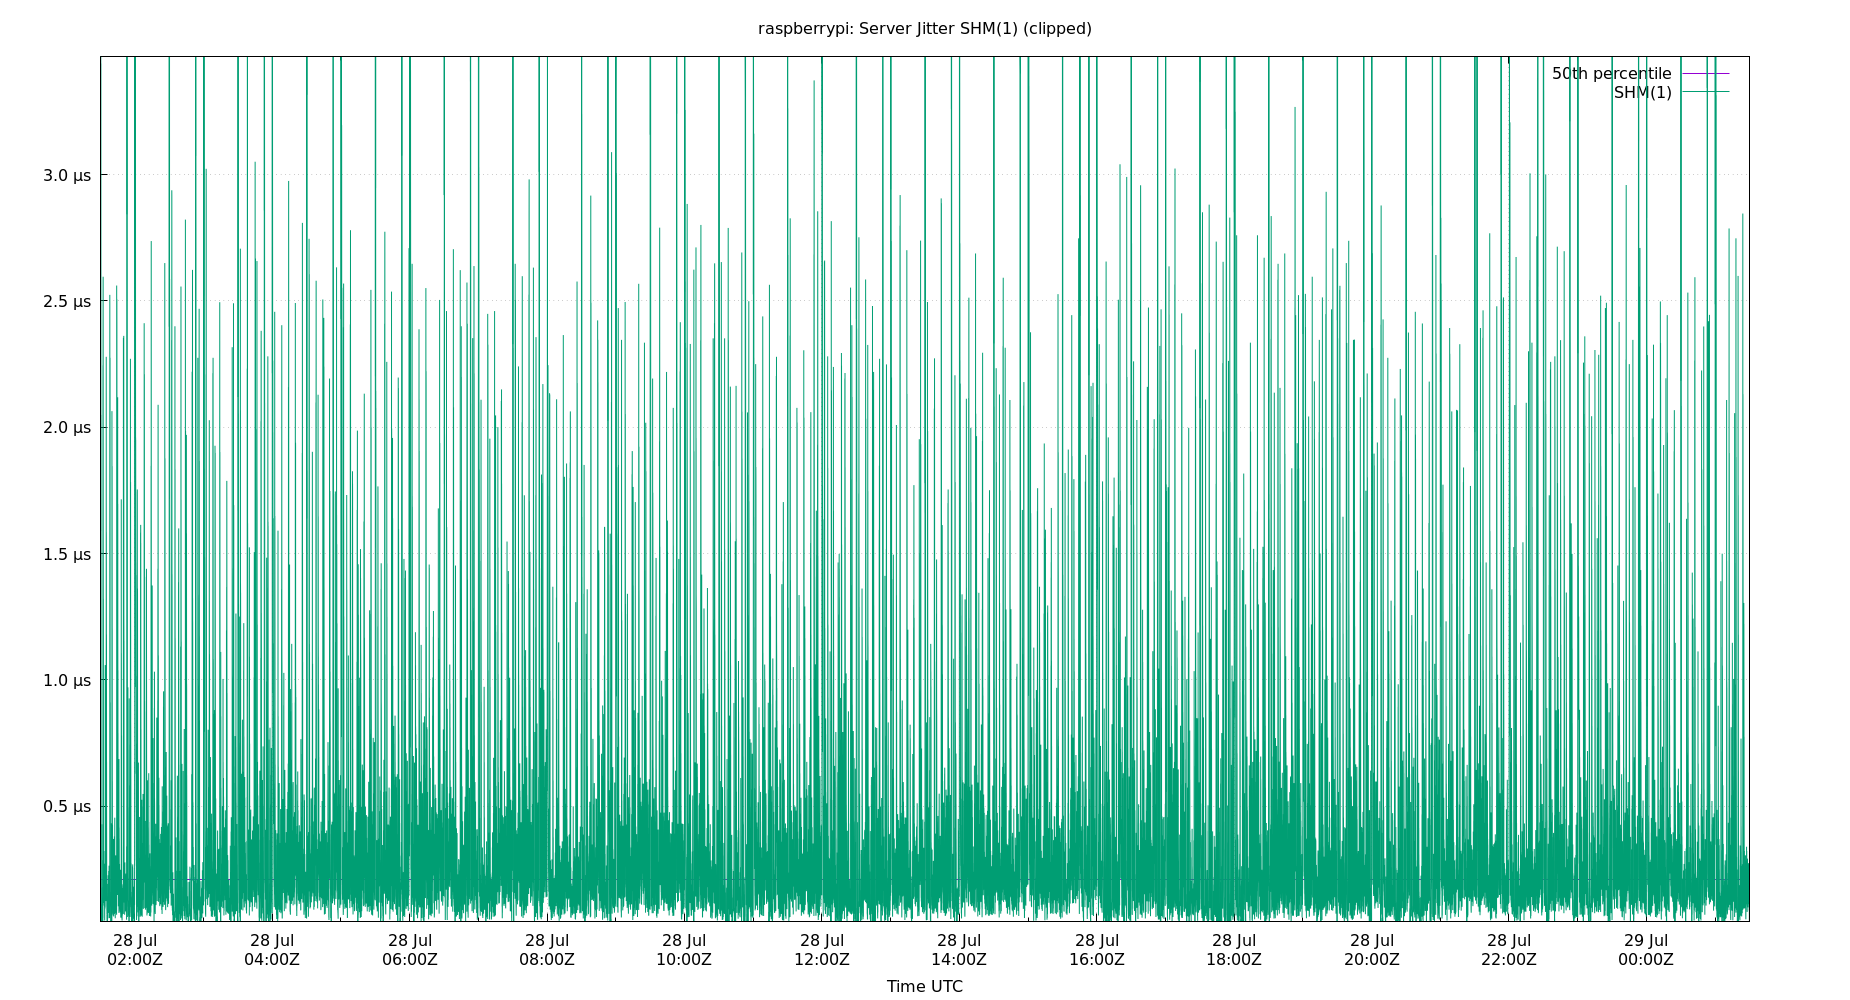 raspberrypi: Server Jitter SHM(1) (clipped)
50th percentile
SHM(1)
3.0 µs
2.5 µs
2.0 µs
1.5 µs
1.0 µs
0.5 µs
28 Jul 28 Jul 28 Jul 28 Jul 28 Jul 28 Jul 28 Jul 28 Jul 28 Jul 28 Jul 28 Jul 29 Jul
02:00Z 04:00Z 06:00Z 08:00Z 10:00Z 12:00Z 14:00Z 16:00Z 18:00Z 20:00Z 22:00Z 00:00Z
Time UTC